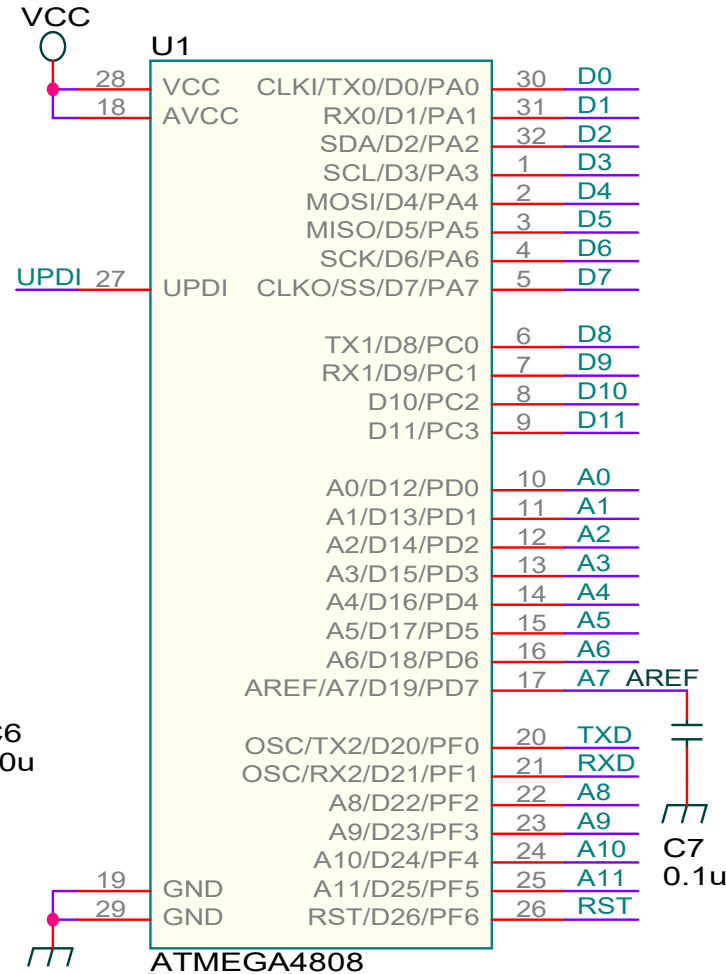 VCC
U1
28 VCC CLKI/TX0/D0/PA0 30 D0
18 AVCC RX0/D1/PA1 31 D1
SDA/D2/PA2 32 D2
SCL/D3/PA3 1 D3
MOSI/D4/PA4 2 D4
MISO/D5/PA5 3 D5
SCK/D6/PA6 4 D6
UPDI 27 UPDI CLKO/SS/D7/PA7 5 D7
TX1/D8/PC0 6 D8
RX1/D9/PC1 7 D9
D10/PC2 8 D10
D11/PC3 9 D11
A0/D12/PD0 10 A0
A1/D13/PD1 11 A1
A2/D14/PD2 12 A2
A3/D15/PD3 13 A3
A4/D16/PD4 14 A4
A5/D17/PD5 15 A5
A6/D18/PD6 16 A6
AREF/A7/D19/PD7 17 A7 AREF
OSC/TX2/D20/PF0 20 TXD
OSC/RX2/D21/PF1 21 RXD
A8/D22/PF2 22 A8
A9/D23/PF3 23 A9
A10/D24/PF4 24 A10
19 GND A11/D25/PF5 25 A11
29 GND RST/D26/PF6 26 RST
C7
0.1u
ATMEGA4808